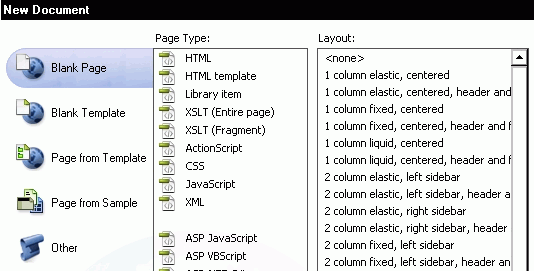 New Document
Blank Page
Blank Template
Page from Template
Page from Sample
Other
Page Type:
HTML
HTML template
Library item
XSLT (Entire page)
XSLT (Fragment)
ActionScript
CSS
JavaScript
XML
ASP JavaScript
ASP VBScript
Layout:
<none>
1 column elastic, centered
1 column elastic, centered, header and
1 column fixed, centered
1 column fixed, centered, header and f
1 column liquid, centered
1 column liquid, centered, header and f
2 column elastic, left sidebar
2 column elastic, left sidebar, header a
2 column elastic, right sidebar
2 column elastic, right sidebar, header
2 column fixed, left sidebar
2 column fixed, left sidebar, header an